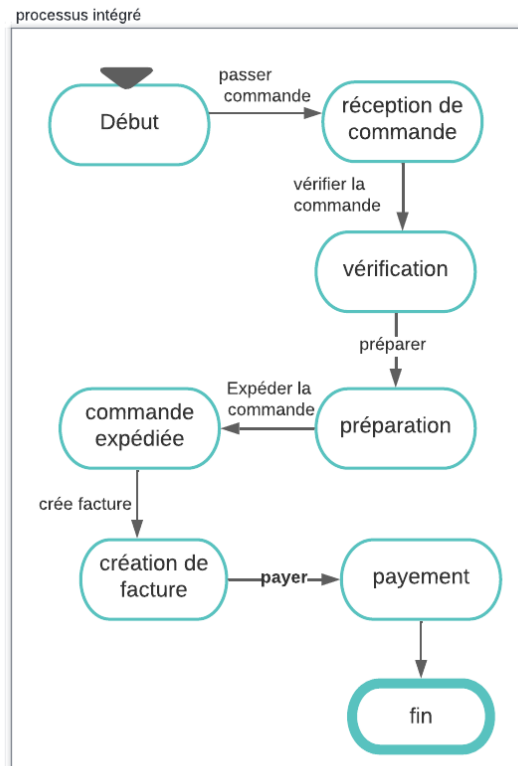 processus intégré
Début
passer
commande
réception de
commande
vérifier la
commande
vérification
préparer
préparation
Expéder la
commande
commande
expédiée
crée facture
création de
facture
payer
payement
fin